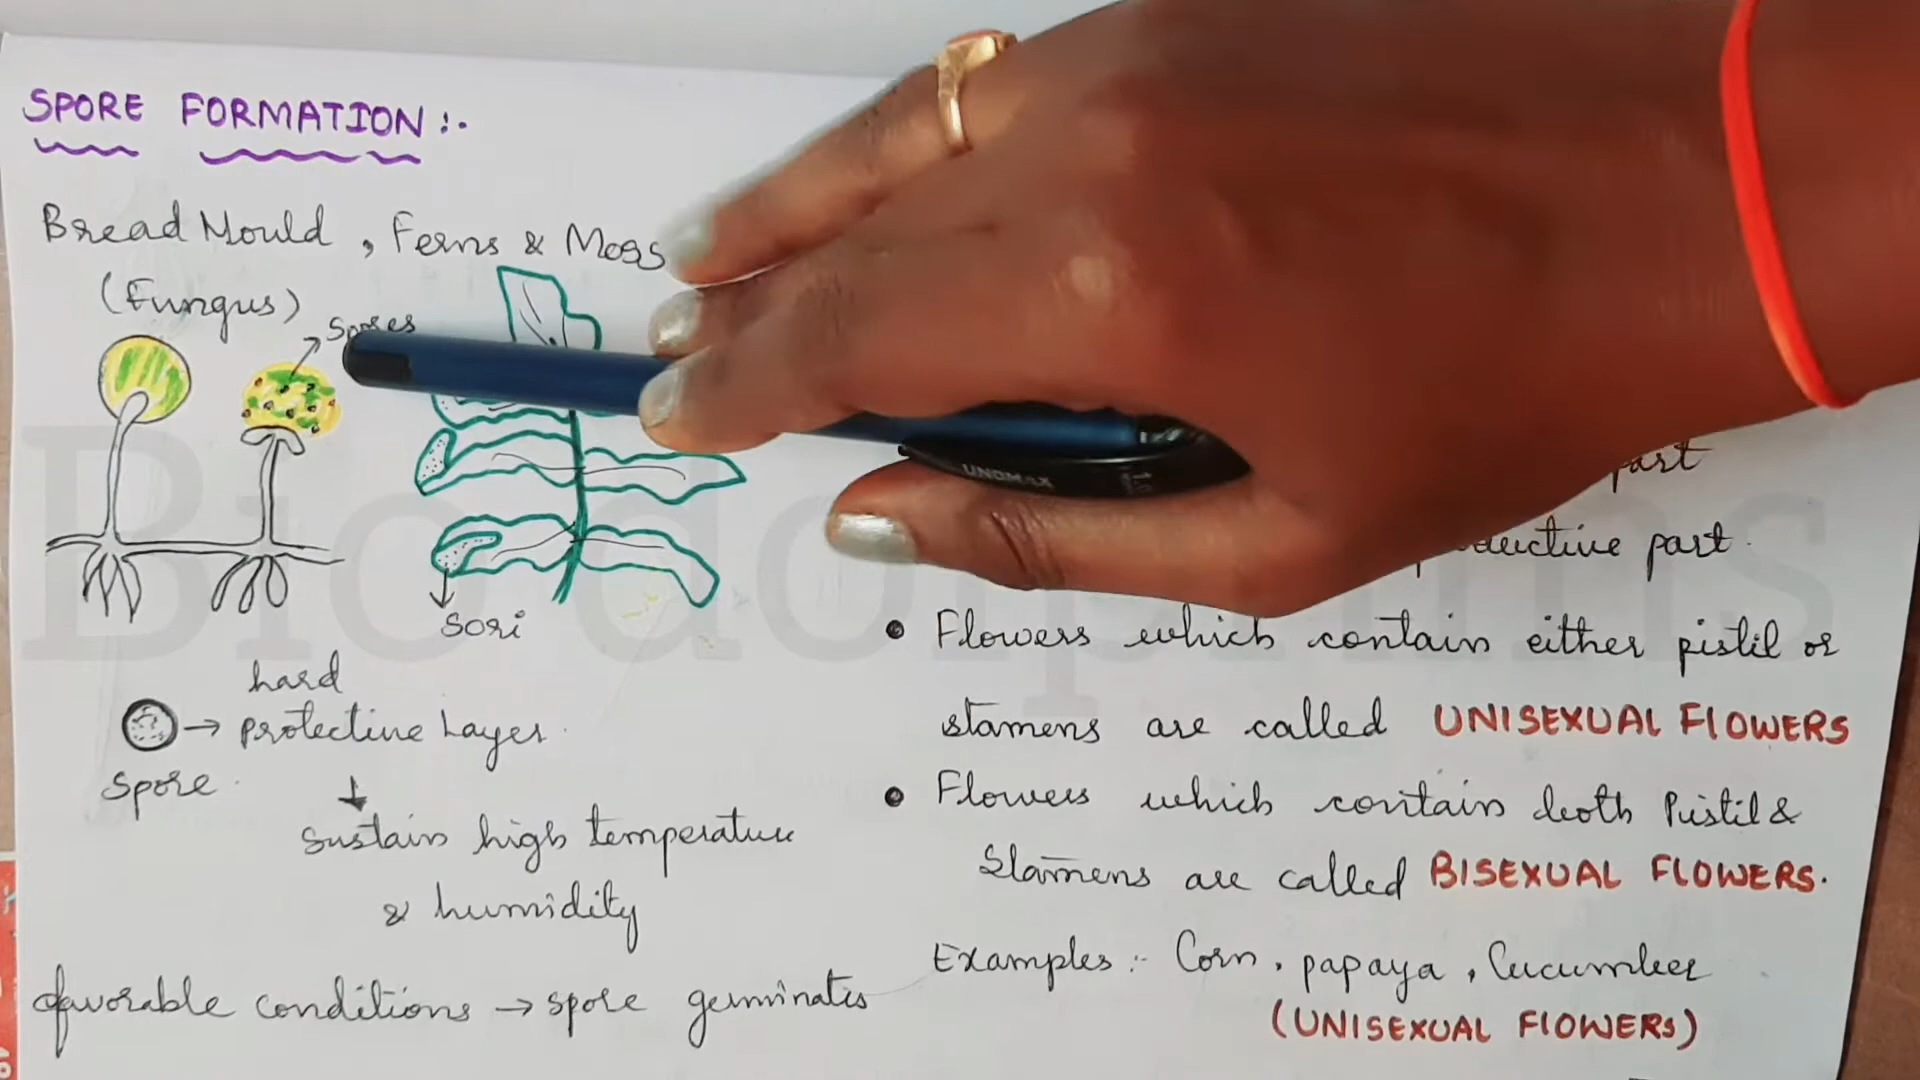 SPORE FORMATION :-
Bread Mould, Ferns & Moss
(Fungus)
Spores
Sori
hard
protective Layer.
Spore.
Sustain high temperature
& humidity
favorable conditions → spore germinates
UNOMAX
part
part.
• Flowers which contain either pistil or
stamens are called UNISEXUAL FLOWERS
• Flowers which contain both Pistil &
Stamens are called BISEXUAL FLOWERS.
Examples :- Corn, papaya, Cucumber
(UNISEXUAL FLOWERS)